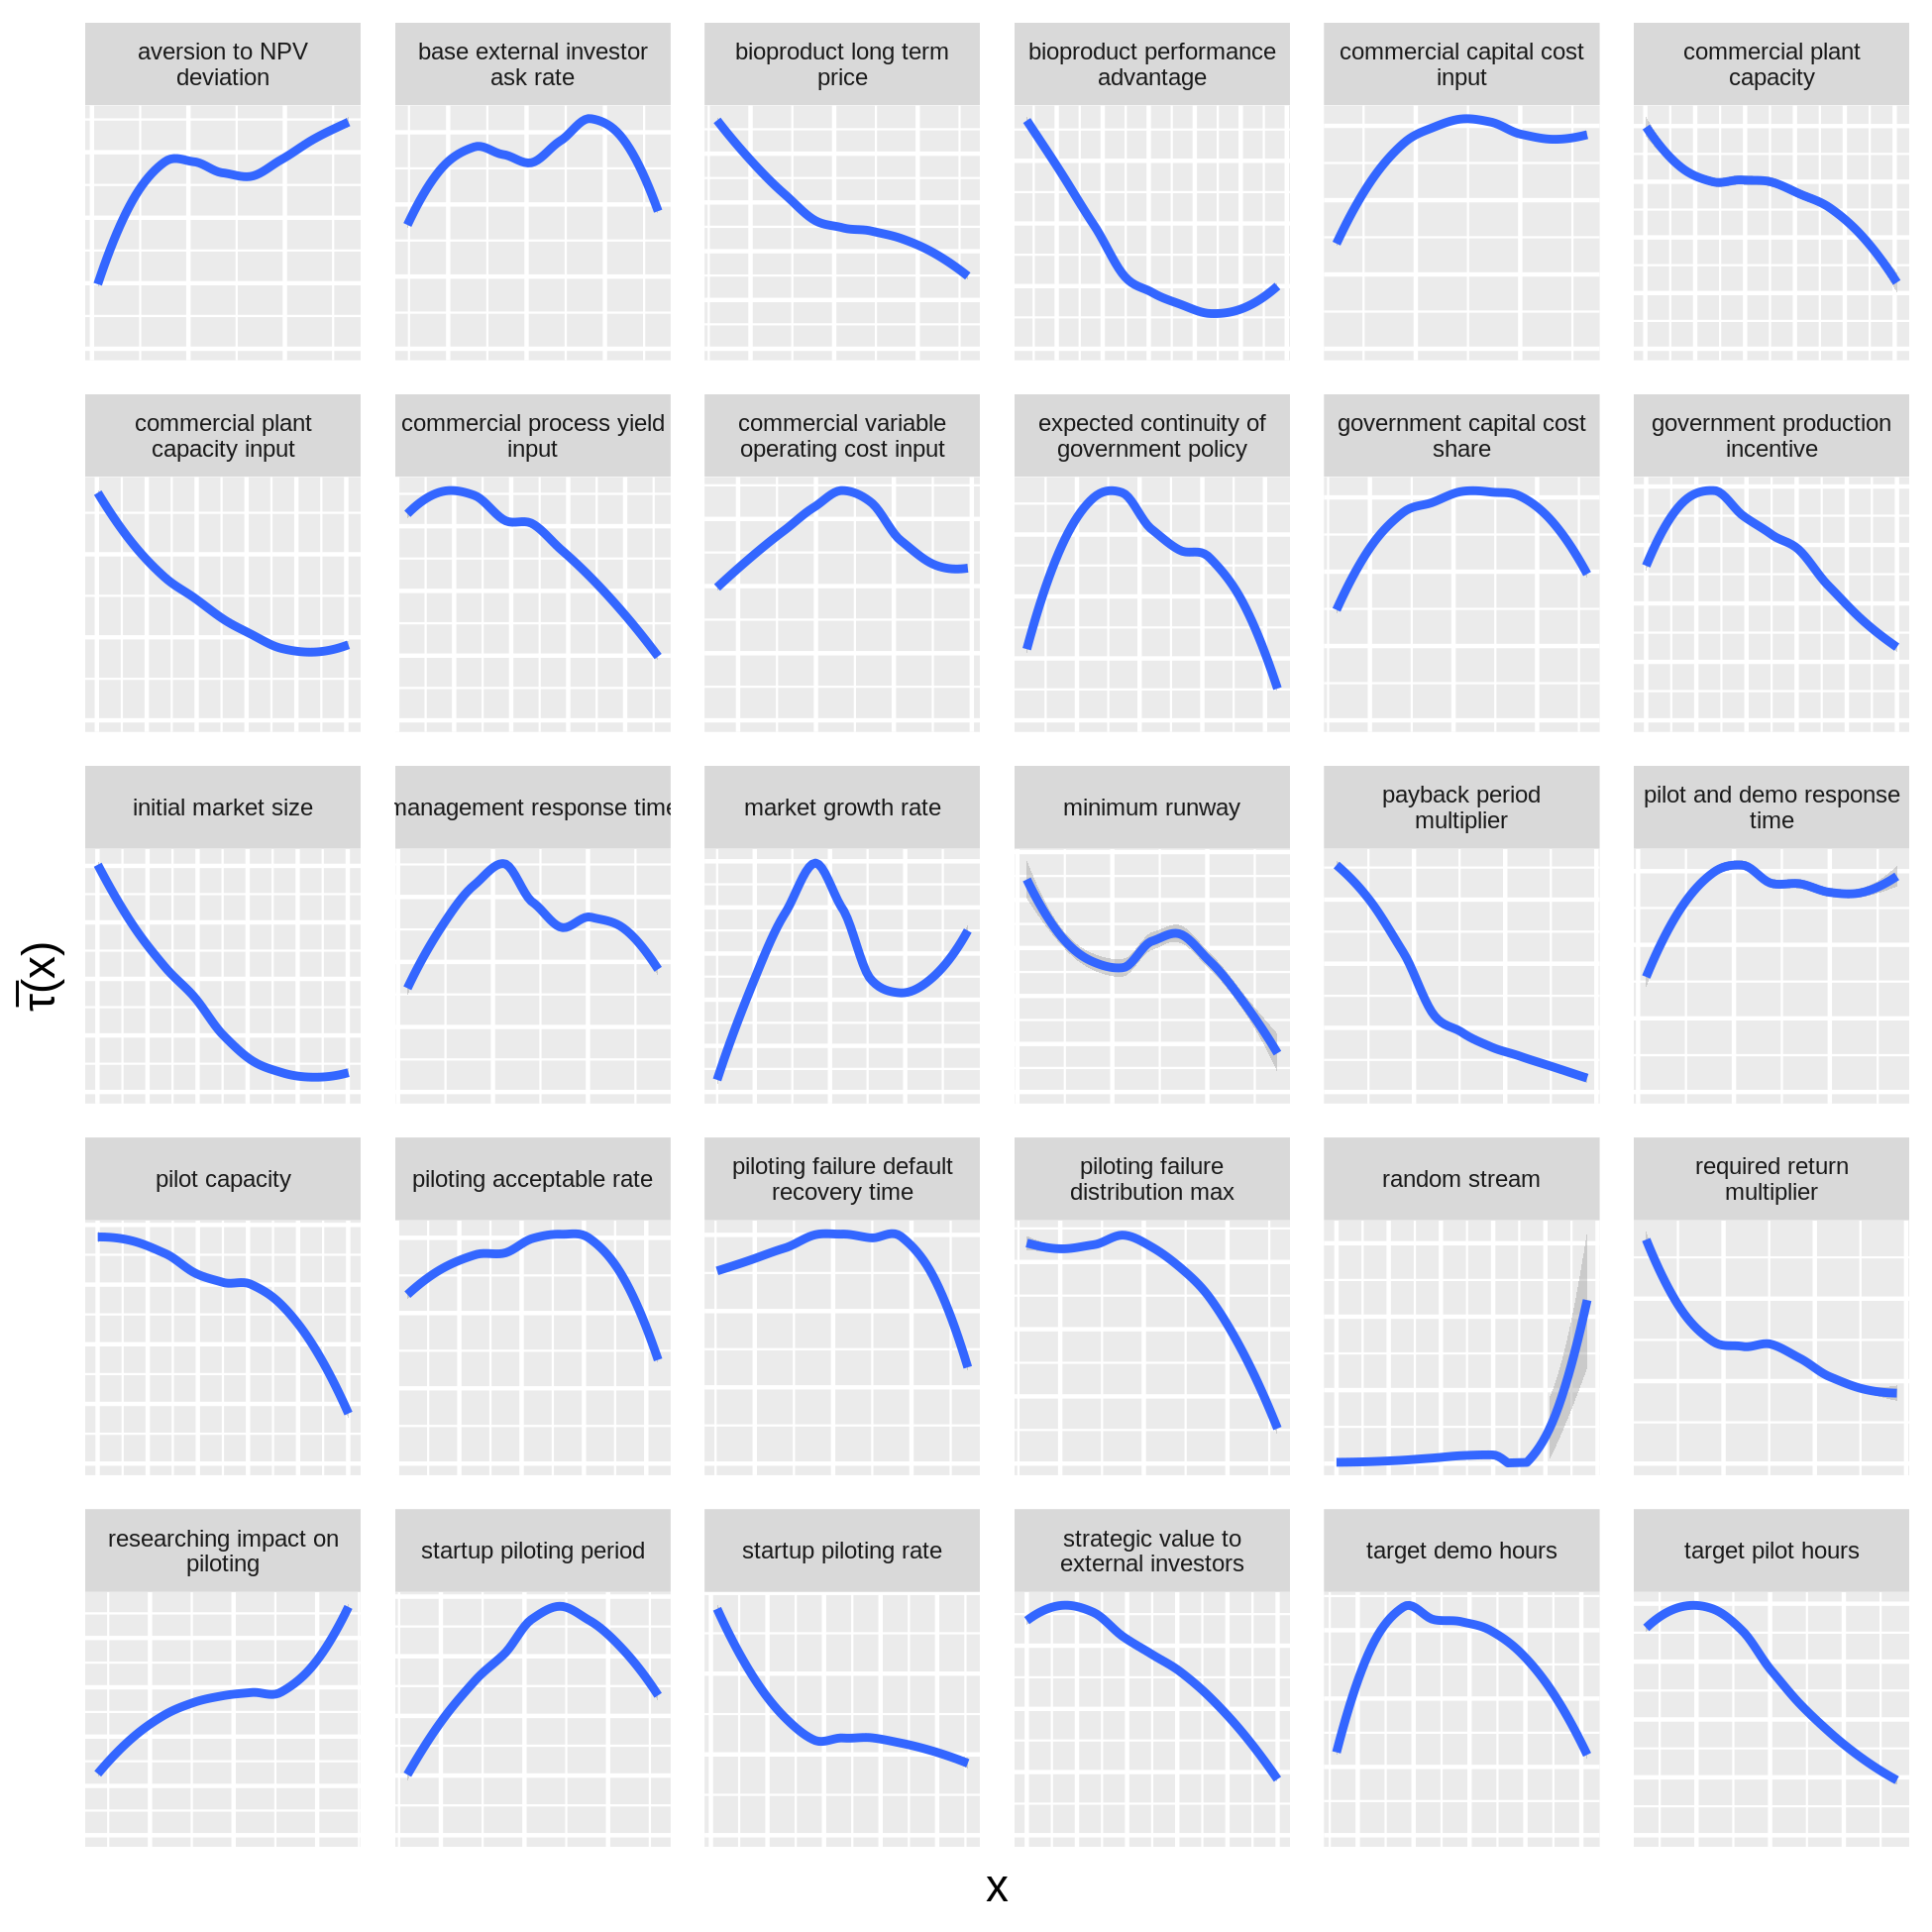 aversion to NPV
deviation
base external investor
ask rate
bioproduct long term
price
bioproduct performance
advantage
commercial capital cost
input
commercial plant
capacity
commercial plant
capacity input
commercial process yield
input
commercial variable
operating cost input
expected continuity of
government policy
government capital cost
share
government production
incentive
initial market size
management response time
market growth rate
minimum runway
payback period
multiplier
pilot and demo response
time
pilot capacity
piloting acceptable rate
piloting failure default
recovery time
piloting failure
distribution max
random stream
required return
multiplier
researching impact on
piloting
startup piloting period
startup piloting rate
strategic value to
external investors
target demo hours
target pilot hours
τ̅(x)
x